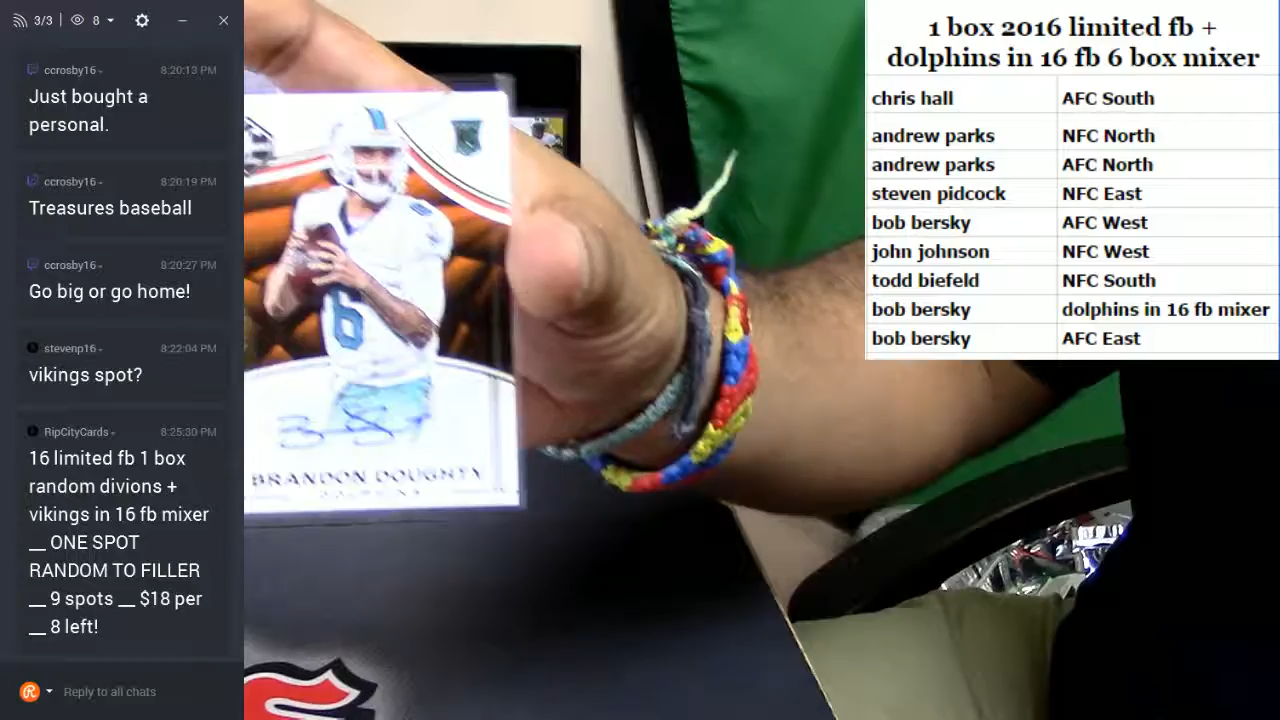 3/3 8
ccrosby16 8:20:13 PM
Just bought a
personal.
ccrosby16 8:20:19 PM
Treasures baseball
ccrosby16 8:20:27 PM
Go big or go home!
stevenp16 8:22:04 PM
vikings spot?
RipCityCards 8:25:30 PM
16 limited fb 1 box
random divions +
vikings in 16 fb mixer
__ ONE SPOT
RANDOM TO FILLER
__ 9 spots __ $18 per
__ 8 left!
Reply to all chats
6
BRANDON DOUGHTY
1 box 2016 limited fb +
dolphins in 16 fb 6 box mixer
chris hall AFC South
andrew parks NFC North
andrew parks AFC North
steven pidcock NFC East
bob bersky AFC West
john johnson NFC West
todd biefeld NFC South
bob bersky dolphins in 16 fb mixer
bob bersky AFC East